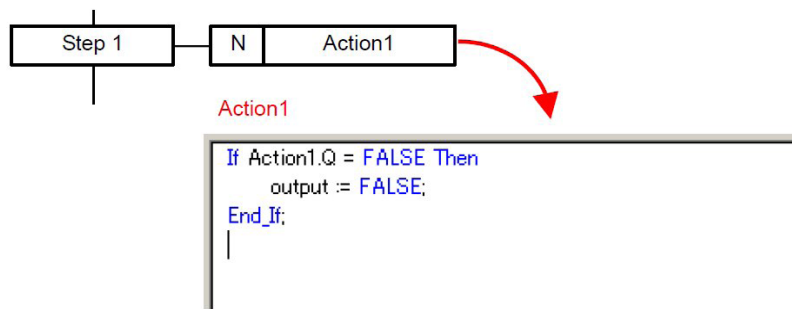 Step 1 N Action1
Action1
If Action1.Q = FALSE Then
output := FALSE;
End_If;